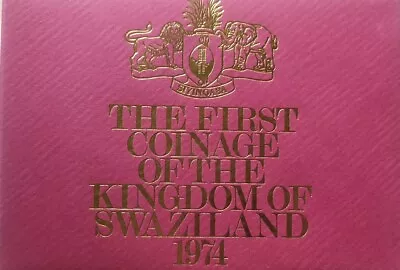 SIYINQABA
THE FIRST
COINAGE
OF THE
KINGDOM OF
SWAZILAND
1974